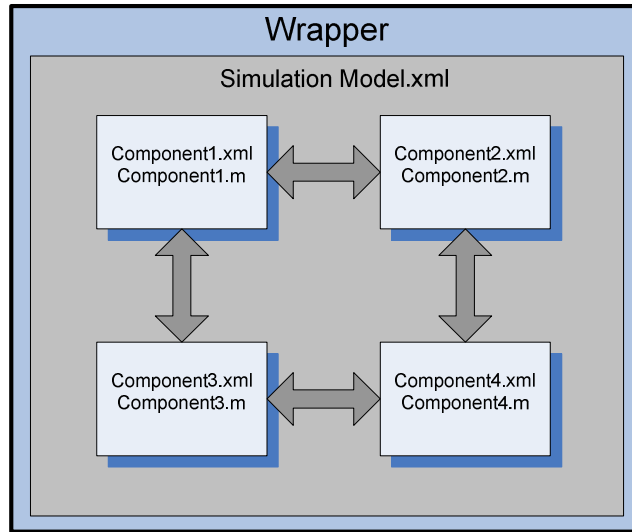 Wrapper
Simulation Model.xml
Component1.xml
Component1.m
Component2.xml
Component2.m
Component3.xml
Component3.m
Component4.xml
Component4.m